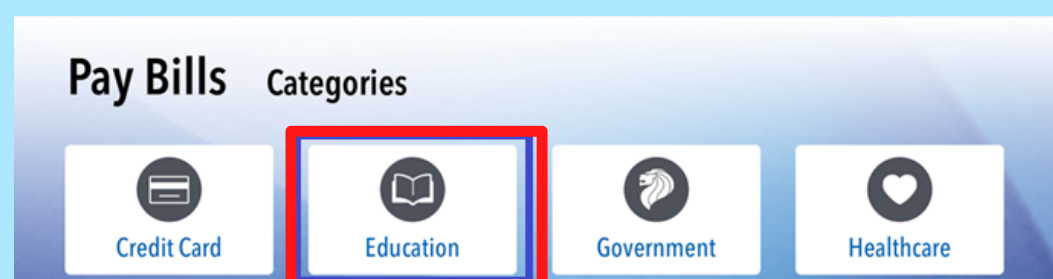 Pay Bills Categories
Credit Card Education Government Healthcare